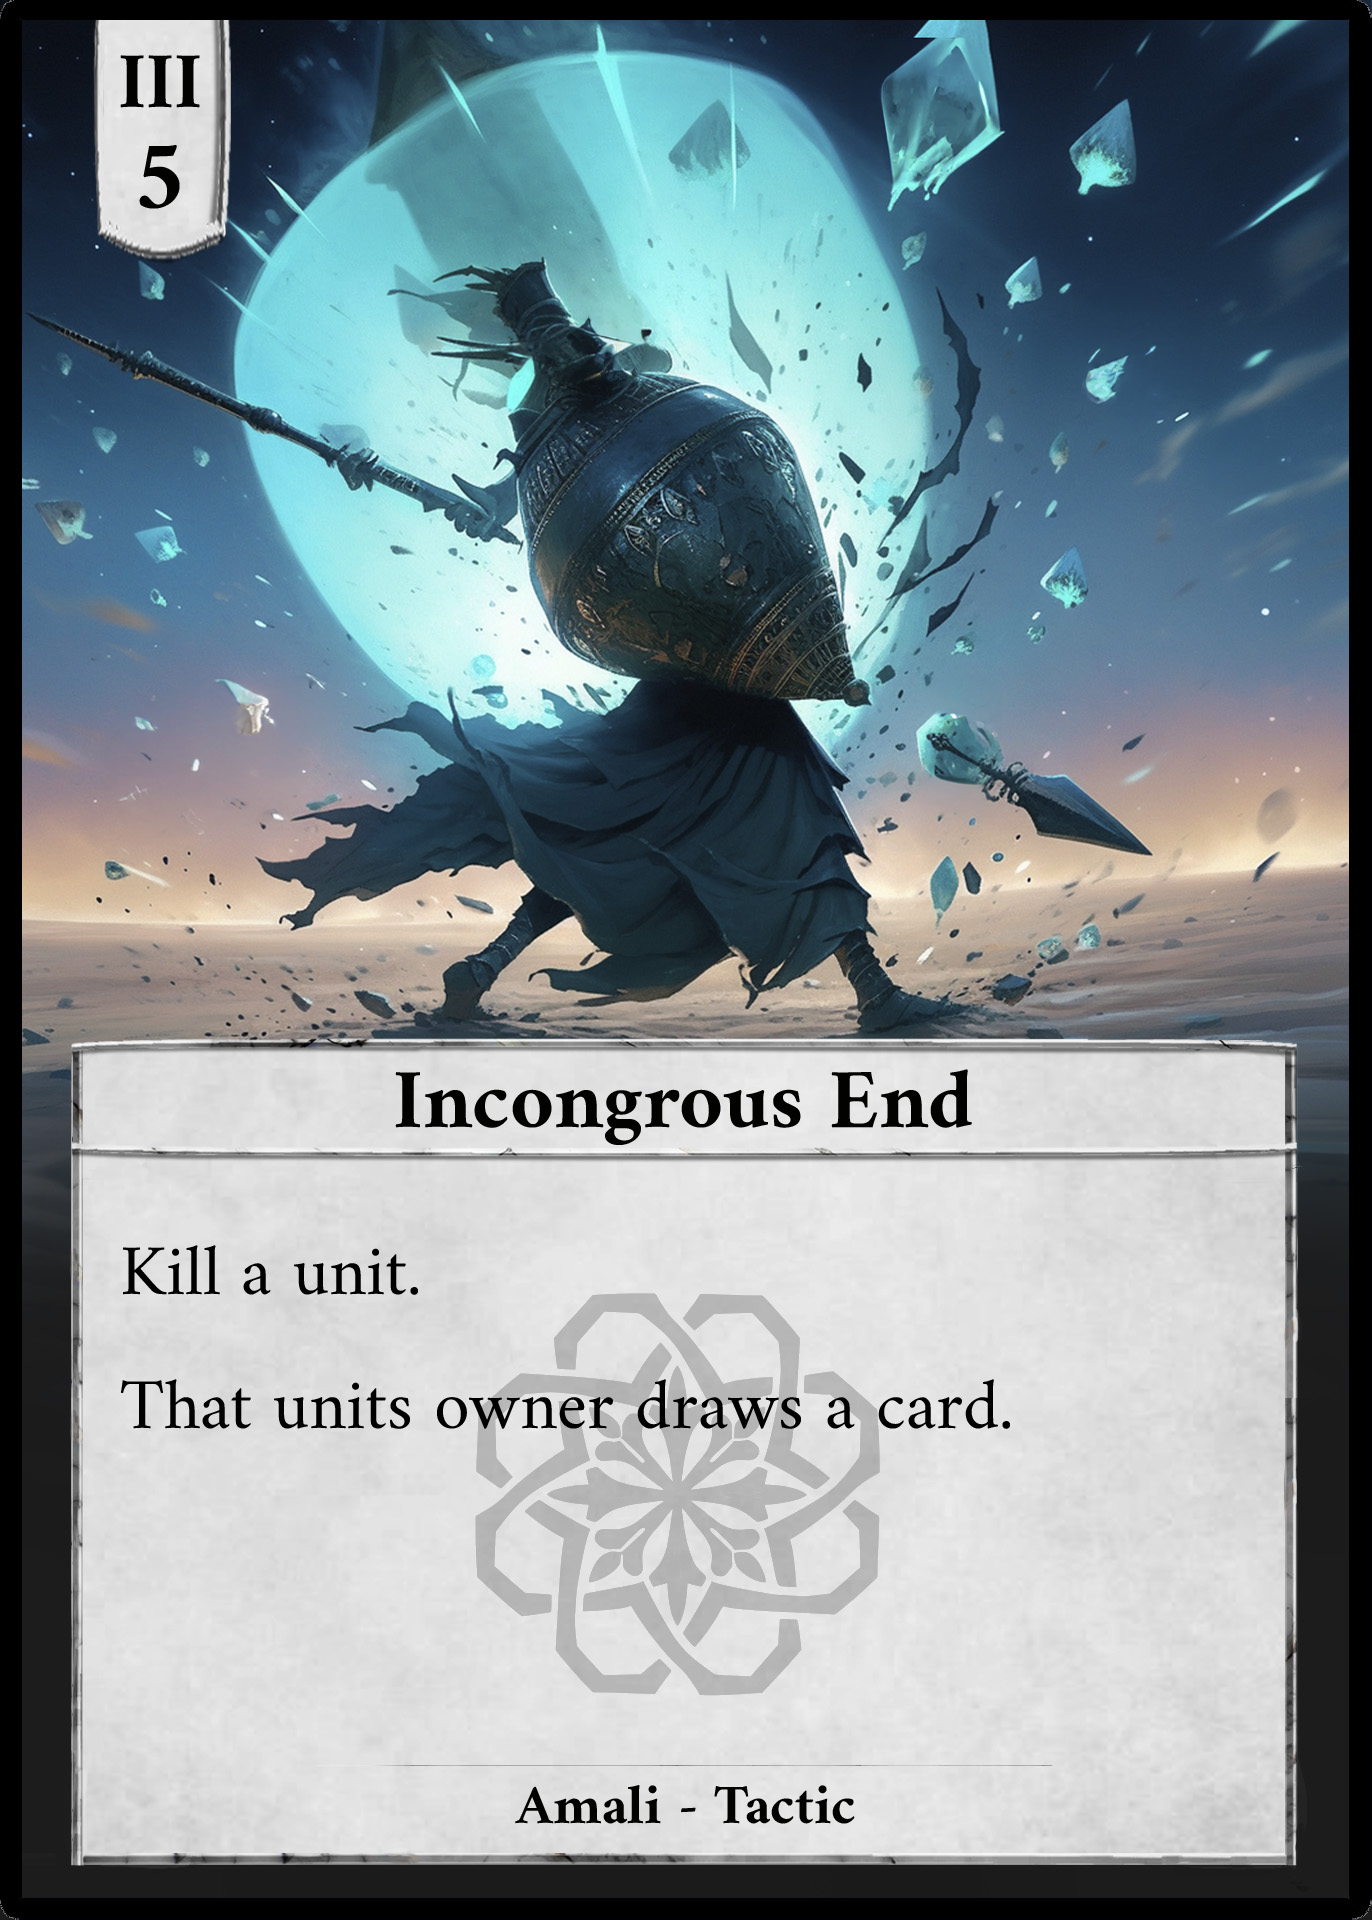 III
5
Incongrous End
Kill a unit.
That units owner draws a card.
Amali - Tactic